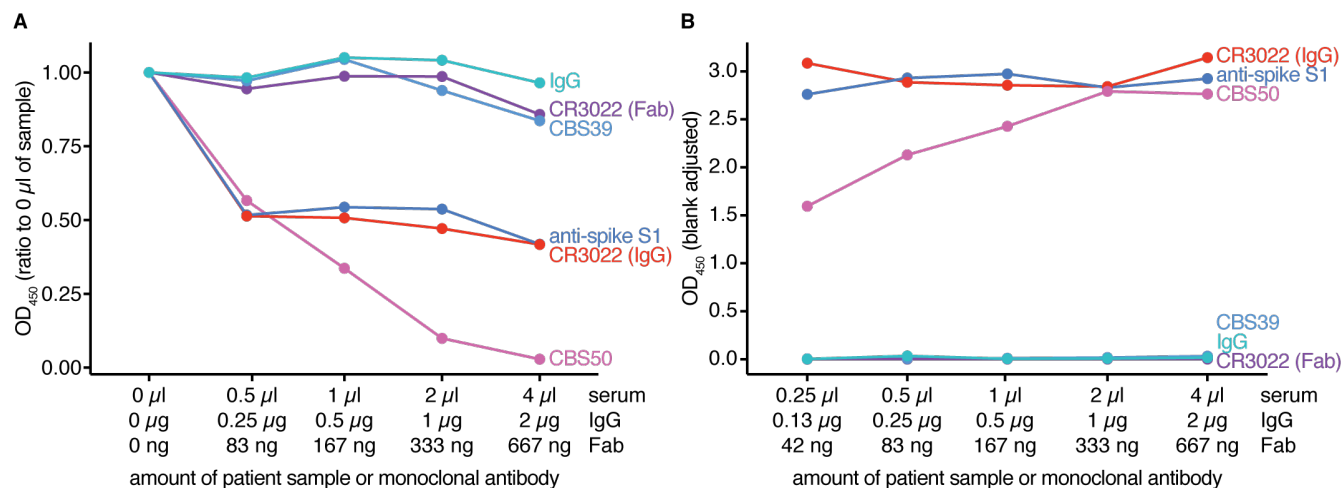 A
OD450 (ratio to 0 µl of sample)
1.00
0.75
0.50
0.25
0.00
IgG
CR3022 (Fab)
CBS39
anti-spike S1
CR3022 (IgG)
CBS50
0 µl 0.5 µl 1 µl 2 µl 4 µl serum
0 µg 0.25 µg 0.5 µg 1 µg 2 µg IgG
0 ng 83 ng 167 ng 333 ng 667 ng Fab
amount of patient sample or monoclonal antibody
B
OD450 (blank adjusted)
3.0
2.0
1.0
0.0
CR3022 (IgG)
anti-spike S1
CBS50
CBS39
IgG
CR3022 (Fab)
0.25 µl 0.5 µl 1 µl 2 µl 4 µl serum
0.13 µg 0.25 µg 0.5 µg 1 µg 2 µg IgG
42 ng 83 ng 167 ng 333 ng 667 ng Fab
amount of patient sample or monoclonal antibody